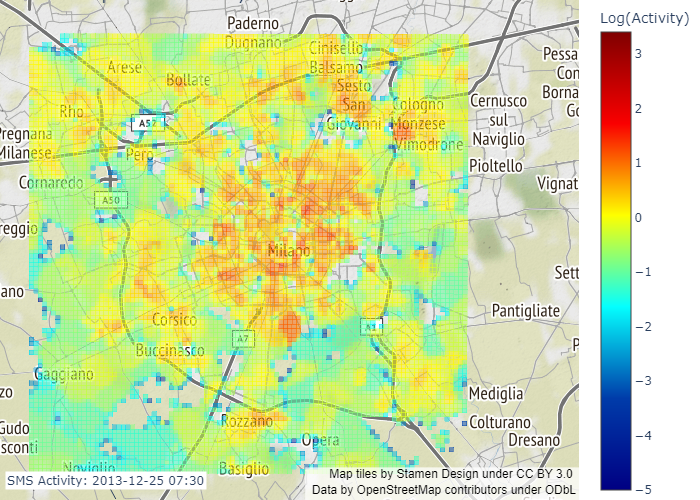 Log(Activity)
3
2
1
0
−1
−2
−3
−4
−5
Paderno
Dugnano
Cinisello
Balsamo
Pessa
Con
Arese
Bollate
Sesto
San
Giovanni
Borna
Go
Rho
A52
Cologno
Monzese
Cernusco
sul
Naviglio
Pregnana
Milanese
Pero
Vimodrone
Pioltello
Cornaredo
Vignat
A50
reggio
Milano
Sett
ano
Pantigliate
Corsico
A7
Buccinasco
P
Gaggiano
zo
Mediglia
Rozzano
Colturano
Gudo
sconti
Opera
Dresano
Noviglio
Basiglio
SMS Activity: 2013-12-25 07:30
Map tiles by Stamen Design under CC BY 3.0
Data by OpenStreetMap contributors under ODbL